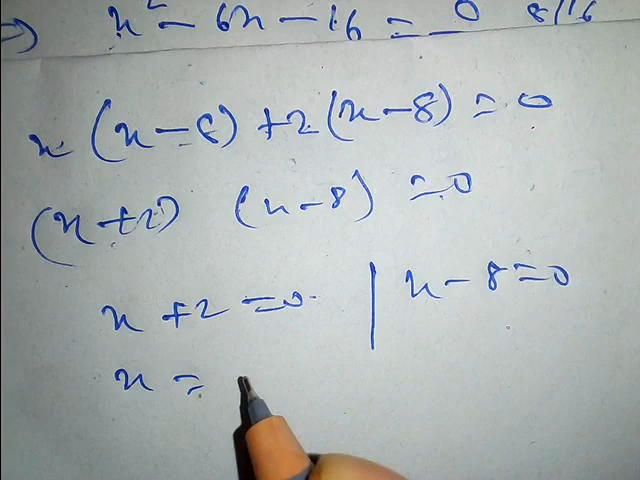 ⇒ x² - 6x - 16 = 0 8/16
x (x - 8) + 2 (x - 8) = 0
(x + 2) (x - 8) = 0
x + 2 = 0 | x - 8 = 0
x =